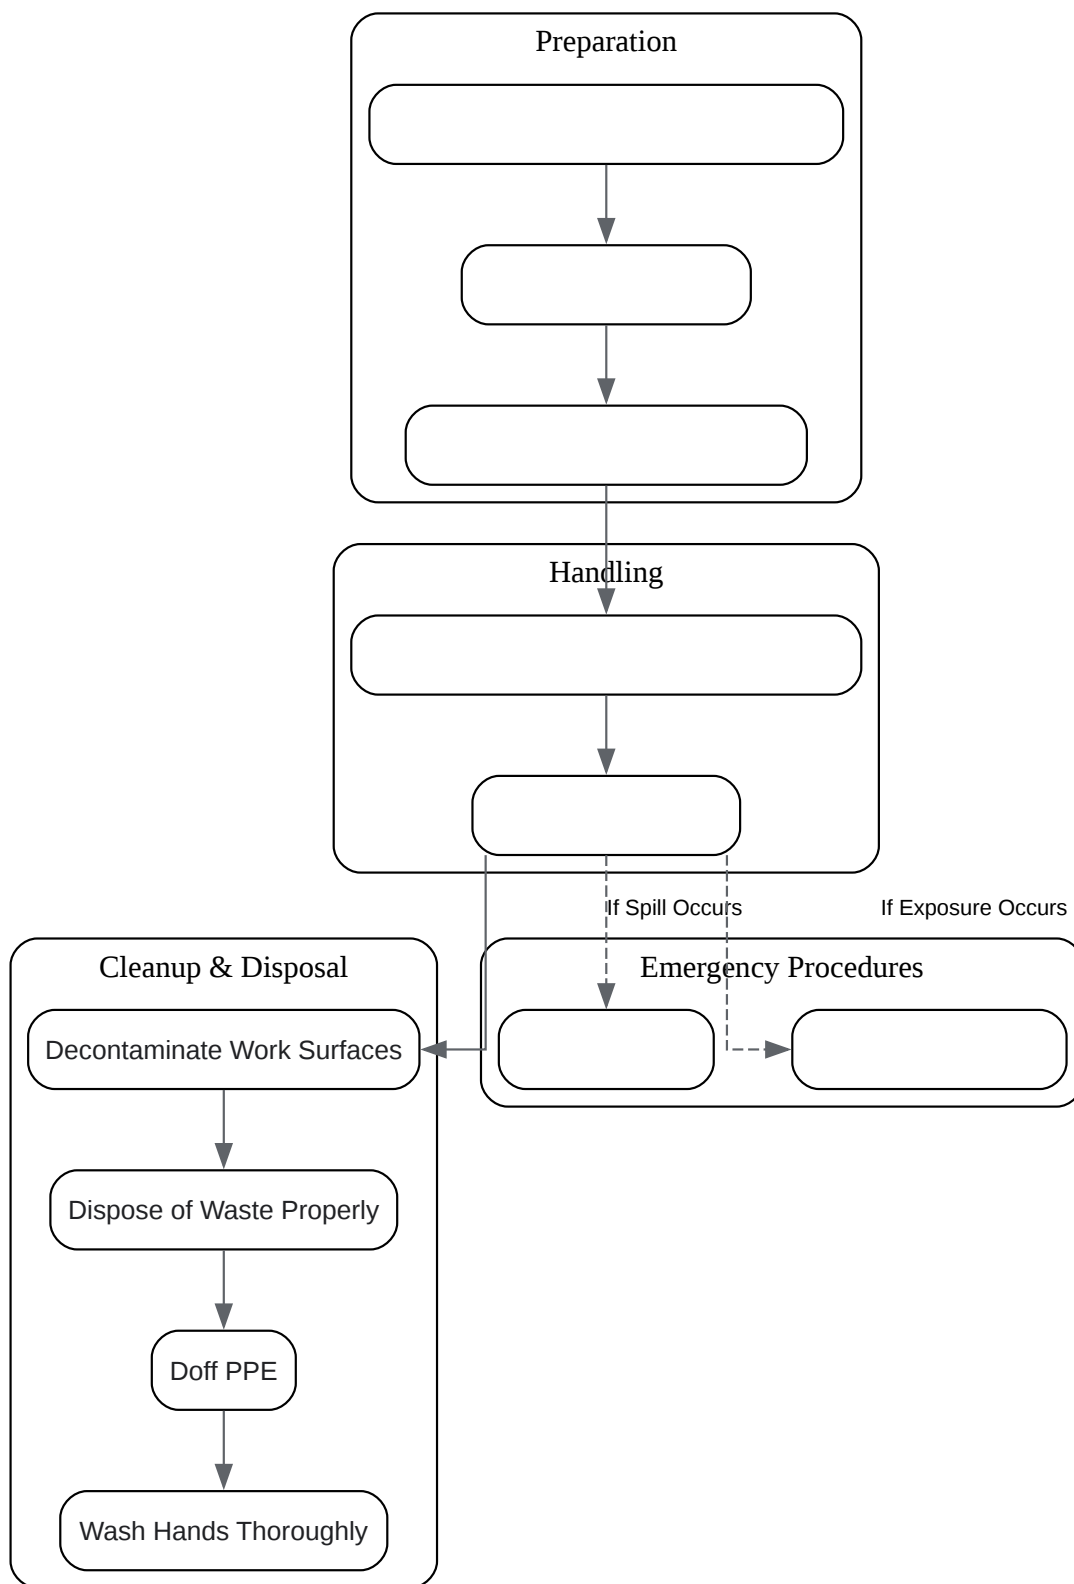 Preparation
Handling
If Spill Occurs
If Exposure Occurs
Cleanup & Disposal
Emergency Procedures
Decontaminate Work Surfaces
Dispose of Waste Properly
Doff PPE
Wash Hands Thoroughly